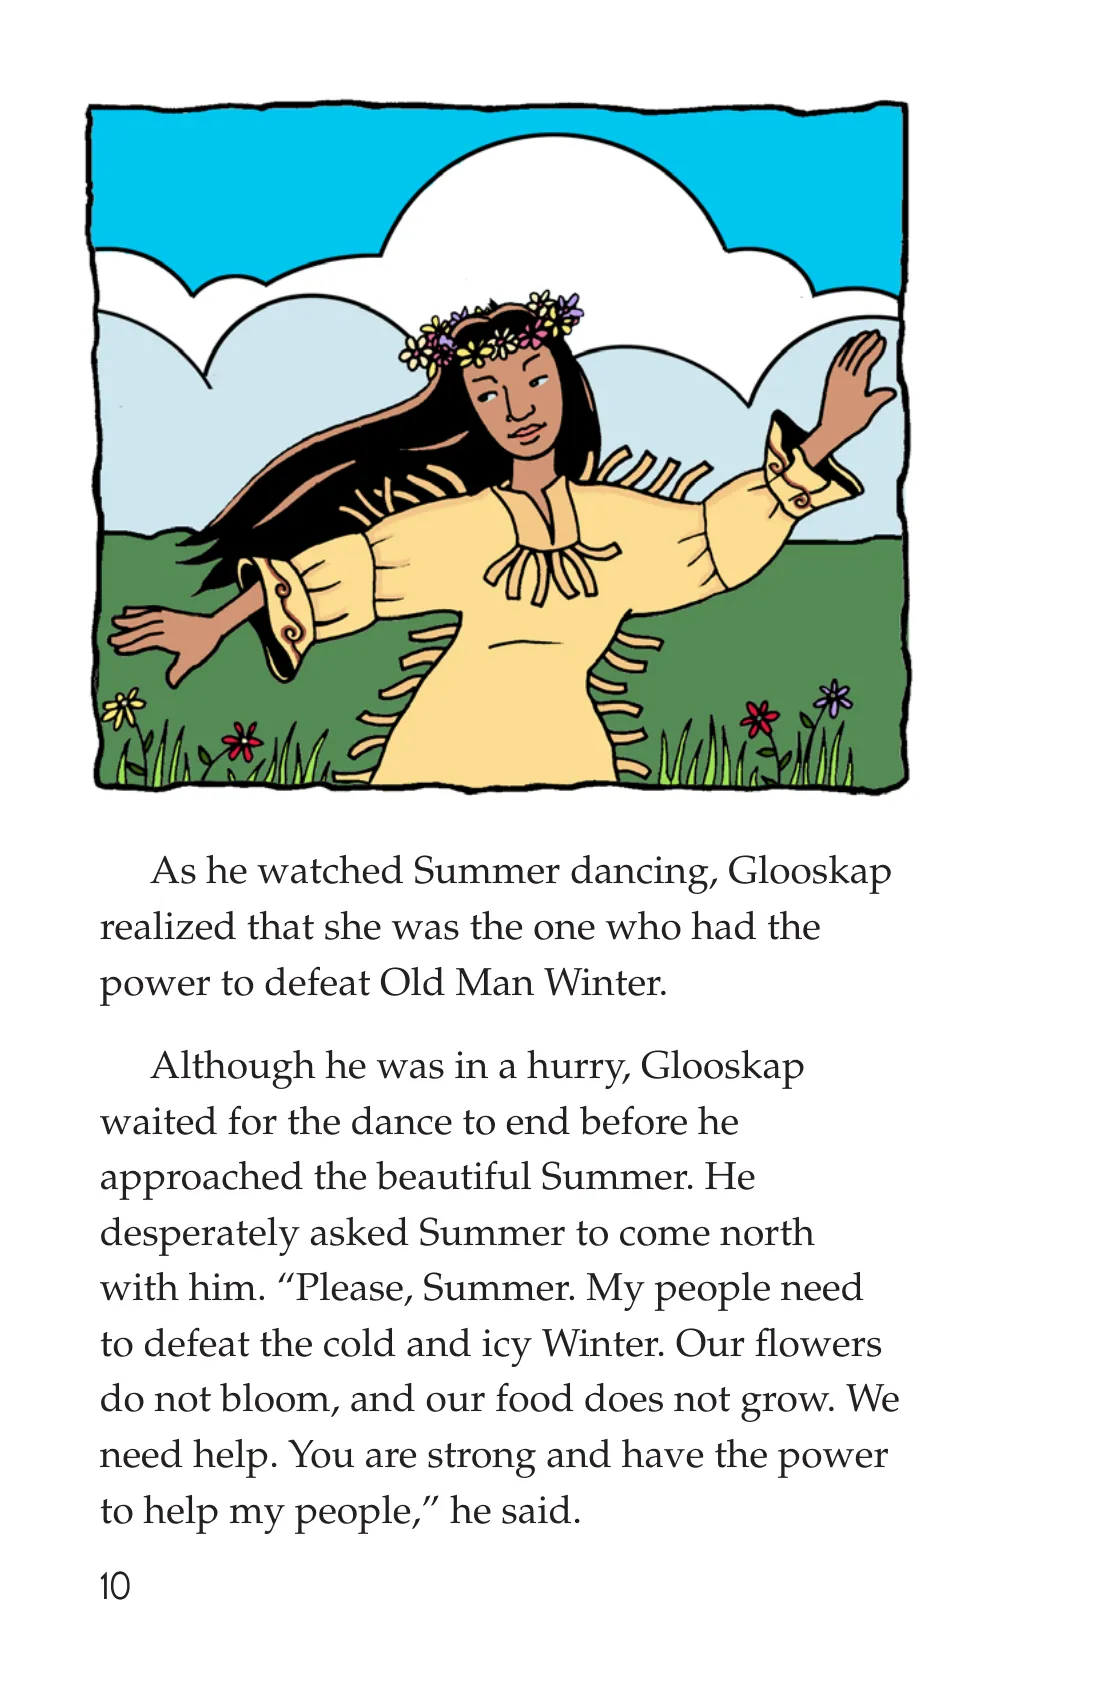 As he watched Summer dancing, Glooskap
realized that she was the one who had the
power to defeat Old Man Winter.
Although he was in a hurry, Glooskap
waited for the dance to end before he
approached the beautiful Summer. He
desperately asked Summer to come north
with him. “Please, Summer. My people need
to defeat the cold and icy Winter. Our flowers
do not bloom, and our food does not grow. We
need help. You are strong and have the power
to help my people,” he said.
10